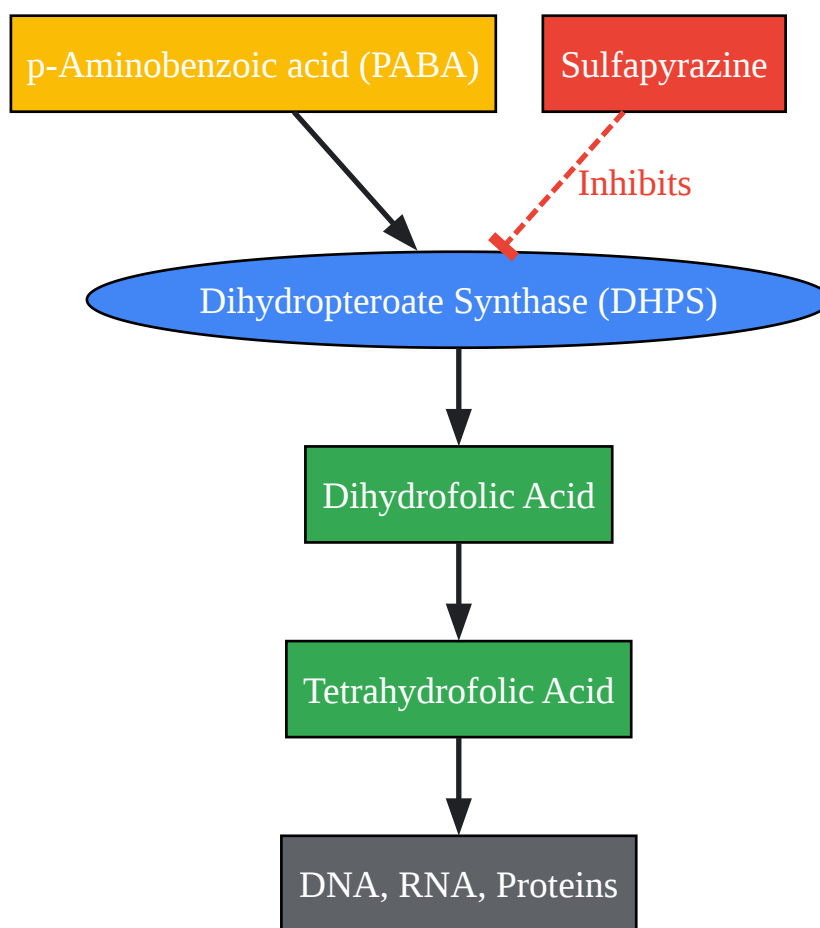 p-Aminobenzoic acid (PABA)
Sulfapyrazine
Inhibits
Dihydropteroate Synthase (DHPS)
Dihydrofolic Acid
Tetrahydrofolic Acid
DNA, RNA, Proteins